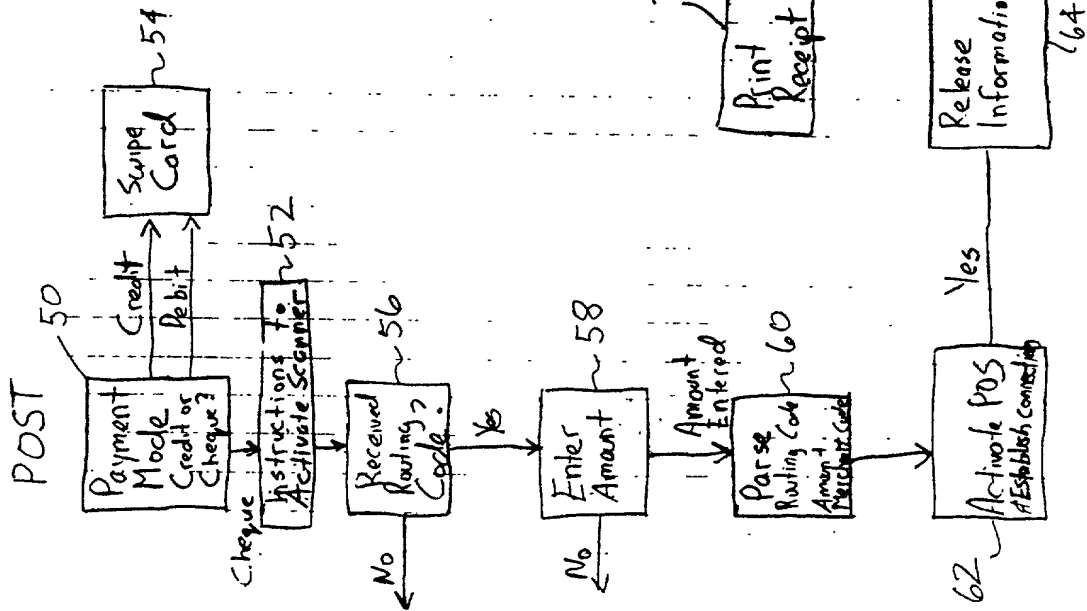 POST
50
Payment
Mode
Credit or
Cheque?
Credit
Debit
Swipe
Card
54
Cheque
Instructions to
Activate Scanner
52
Received
Routing?
Code.
56
No
Yes
Enter
Amount
58
No
Amount
Entered
Parse
Routing Code
Amount
Merchant Code
60
Activate POS
& Establish Connection
62
Yes
Release
Informatio
64
Print
Receipt